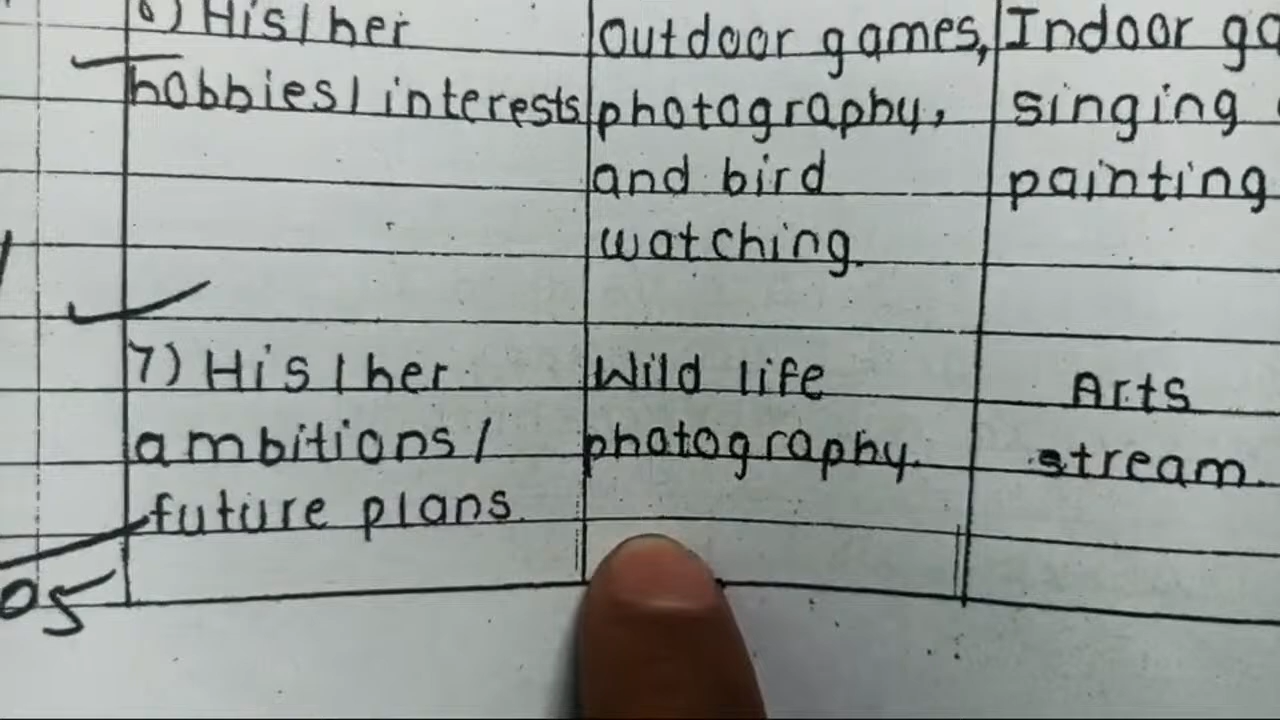 6) His/her
hobbies/interests
outdoor games,
photography,
and bird
watching.
Indoor
singing
painting
7) His/her
ambitions/
future plans.
Wild life
photography.
Arts
stream.
05